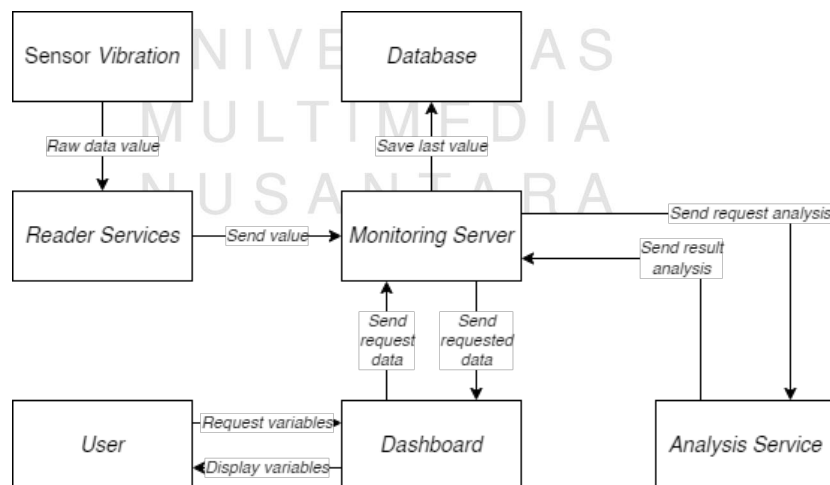 UNIVERSITAS
MULTIMEDIA
NUSANTARA
Sensor Vibration
Database
Raw data value
Save last value
Reader Services
Send value
Monitoring Server
Send request analysis
Send result
analysis
Send
request
data
Send
requested
data
User
Request variables
Display variables
Dashboard
Analysis Service